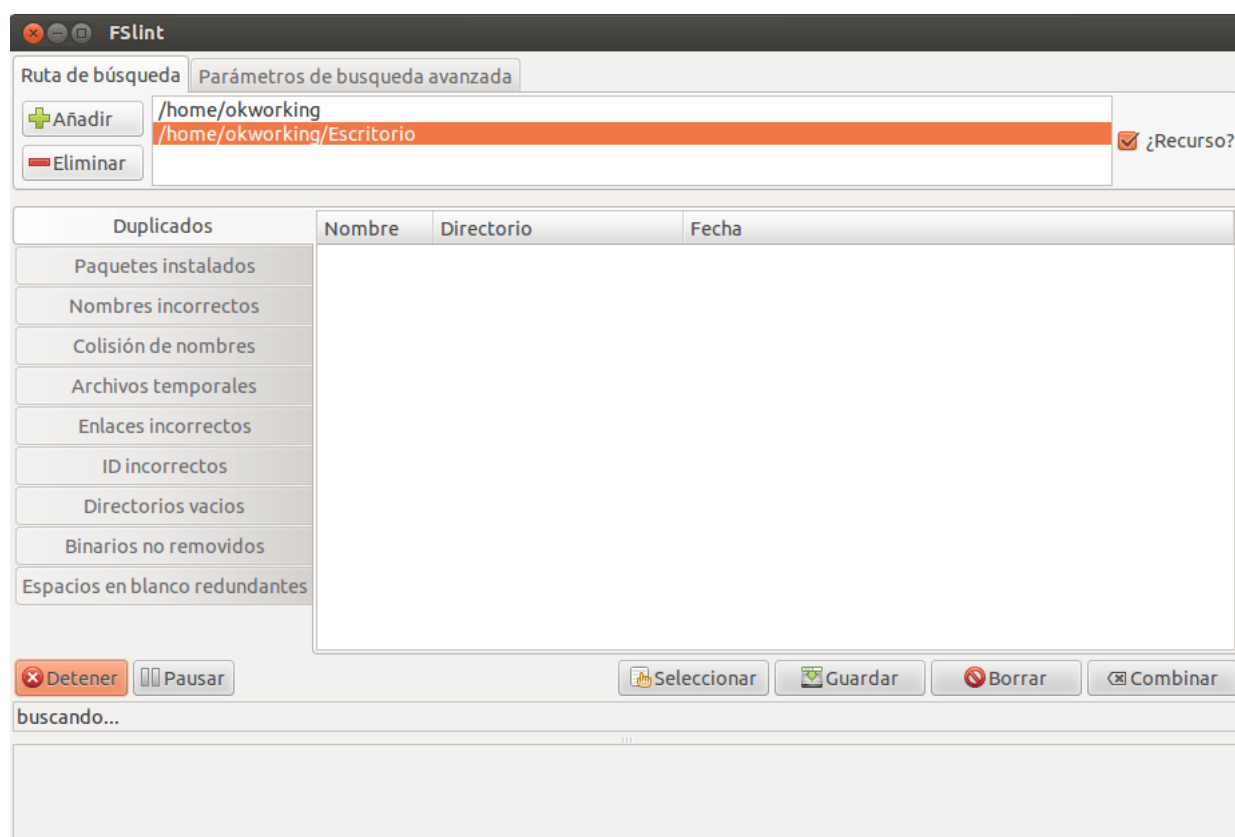 FSlint
Ruta de búsqueda
Parámetros de busqueda avanzada
Añadir
Eliminar
/home/okworking
/home/okworking/Escritorio
¿Recurso?
Duplicados
Paquetes instalados
Nombres incorrectos
Colisión de nombres
Archivos temporales
Enlaces incorrectos
ID incorrectos
Directorios vacios
Binarios no removidos
Espacios en blanco redundantes
Nombre
Directorio
Fecha
Detener
Pausar
Seleccionar
Guardar
Borrar
Combinar
buscando...